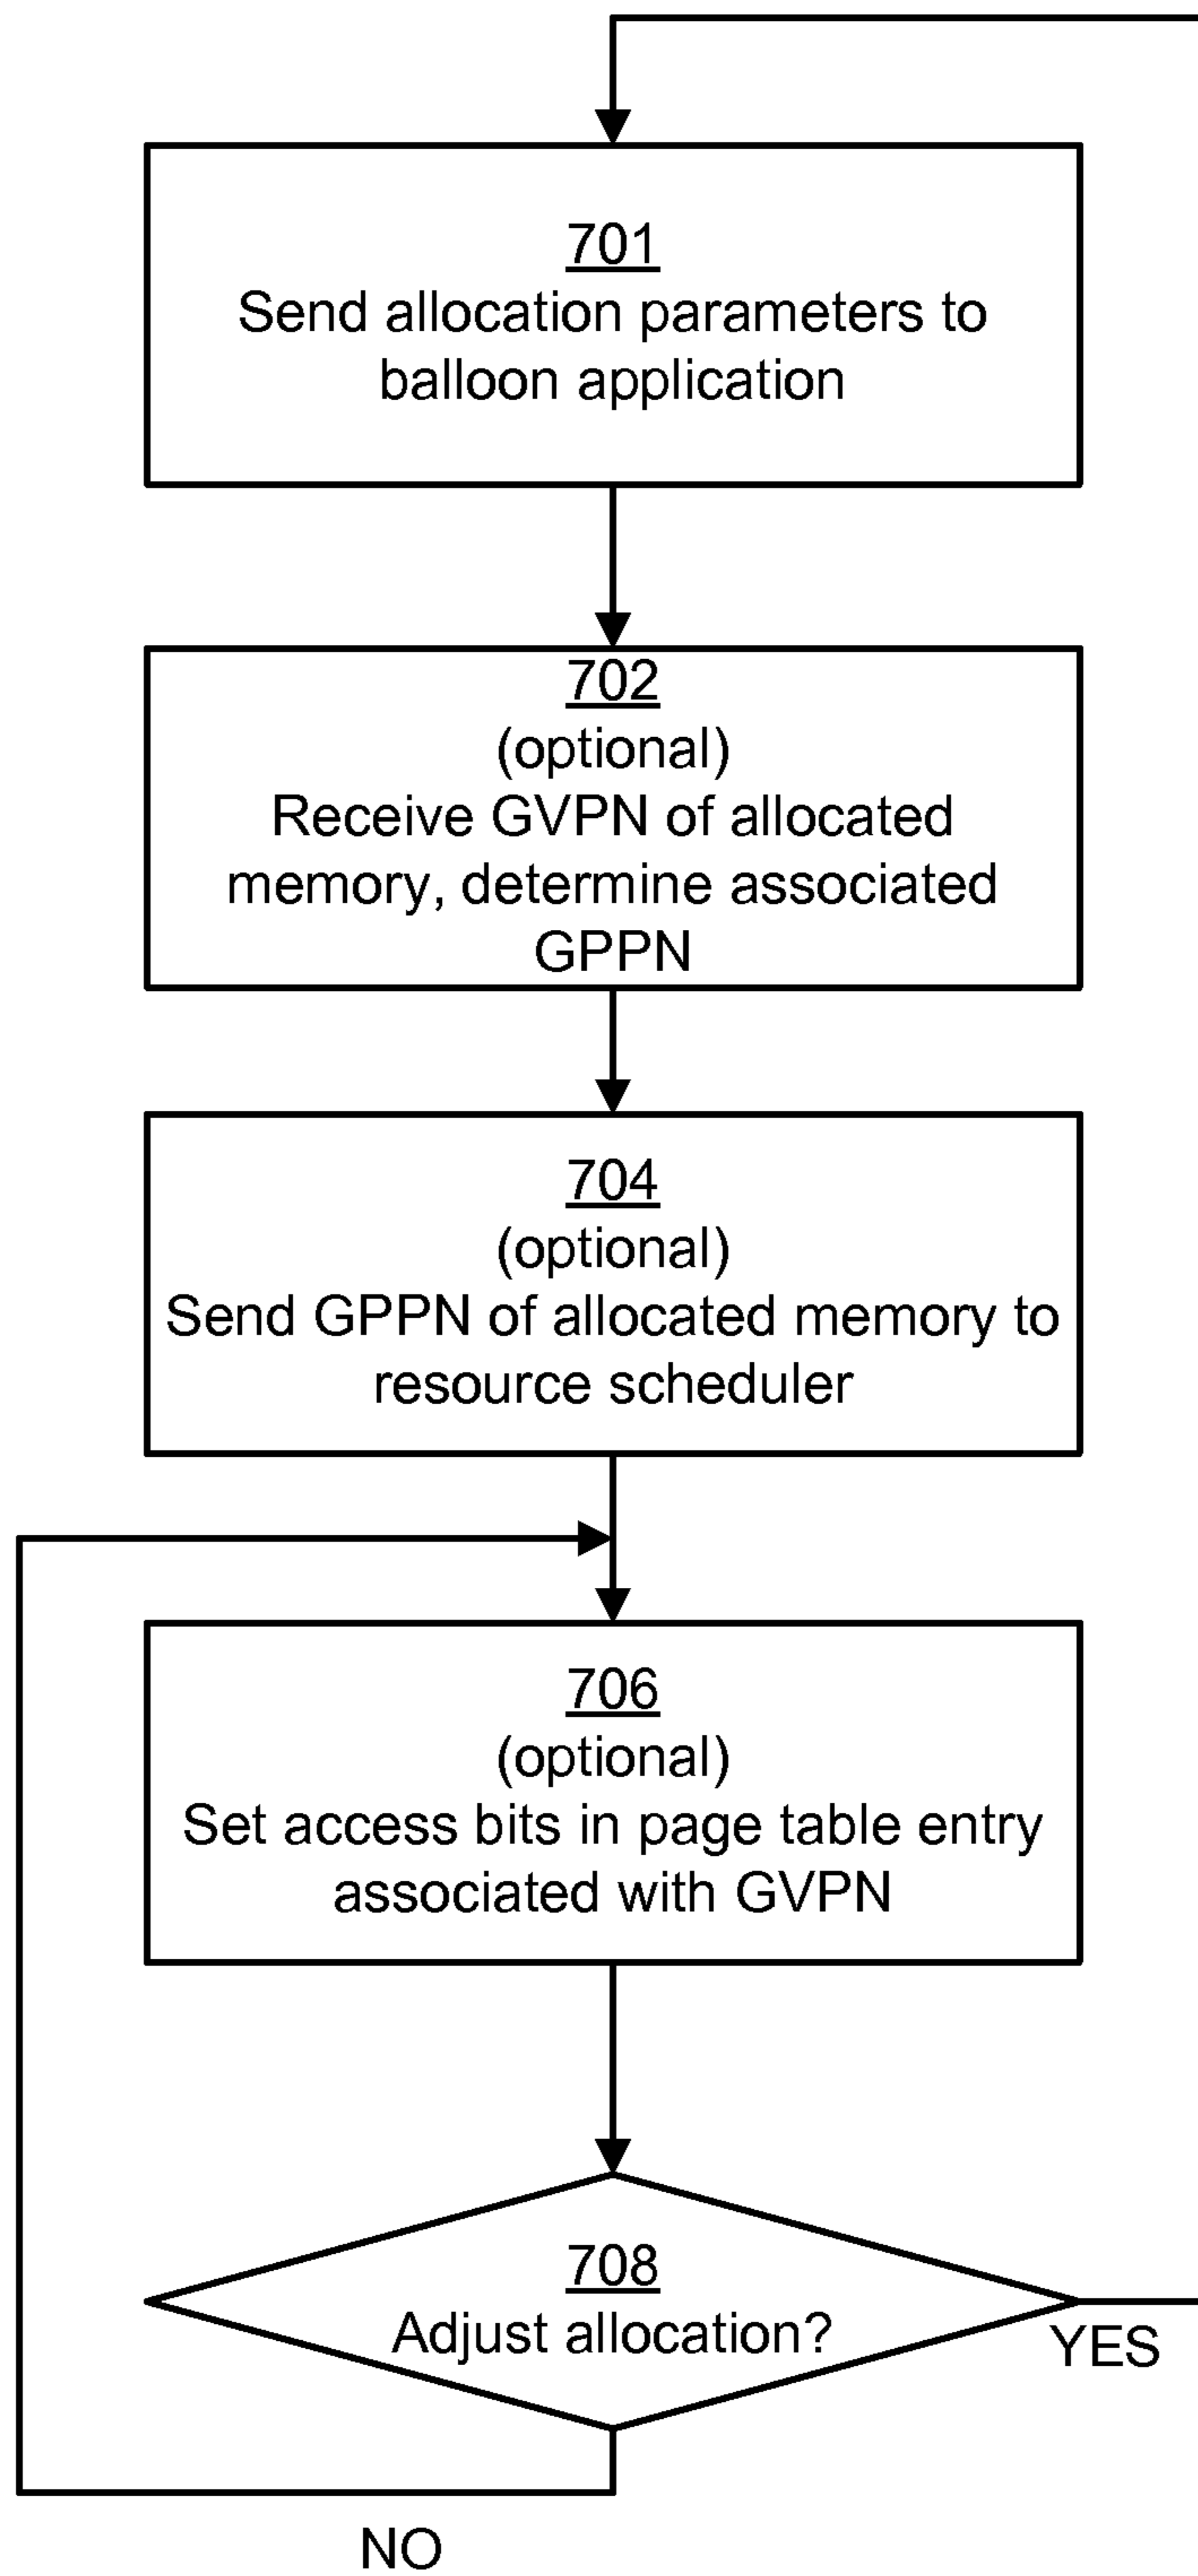 701
Send allocation parameters to
balloon application
702
(optional)
Receive GVPN of allocated
memory, determine associated
GPPN
704
(optional)
Send GPPN of allocated memory to
resource scheduler
706
(optional)
Set access bits in page table entry
associated with GVPN
708
Adjust allocation?
YES
NO